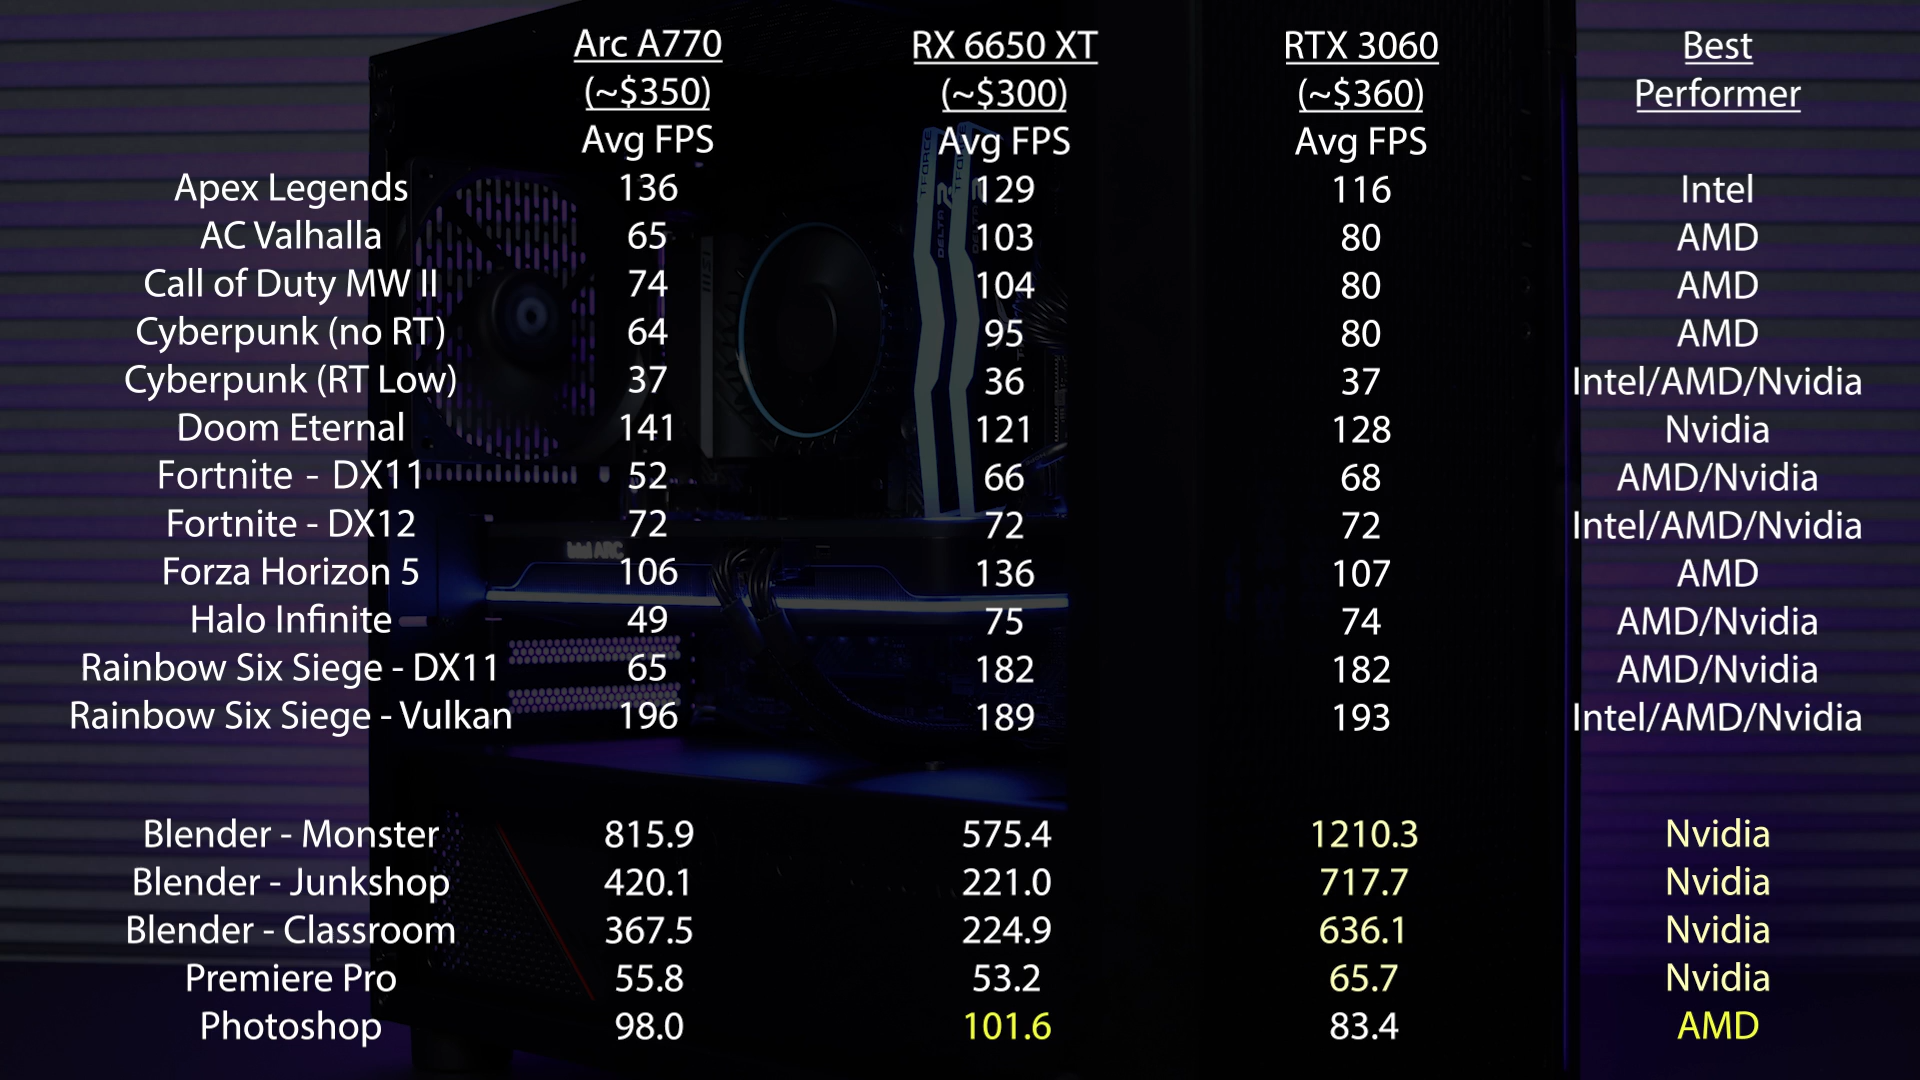 Arc A770 RX 6650 XT RTX 3060 Best
(~$350) (~$300) (~$360) Performer
Avg FPS Avg FPS Avg FPS
Apex Legends 136 129 116 Intel
AC Valhalla 65 103 80 AMD
Call of Duty MW II 74 104 80 AMD
Cyberpunk (no RT) 64 95 80 AMD
Cyberpunk (RT Low) 37 36 37 Intel/AMD/Nvidia
Doom Eternal 141 121 128 Nvidia
Fortnite - DX11 52 66 68 AMD/Nvidia
Fortnite - DX12 72 72 72 Intel/AMD/Nvidia
Forza Horizon 5 106 136 107 AMD
Halo Infinite 49 75 74 AMD/Nvidia
Rainbow Six Siege - DX11 65 182 182 AMD/Nvidia
Rainbow Six Siege - Vulkan 196 189 193 Intel/AMD/Nvidia
Blender - Monster 815.9 575.4 1210.3 Nvidia
Blender - Junkshop 420.1 221.0 717.7 Nvidia
Blender - Classroom 367.5 224.9 636.1 Nvidia
Premiere Pro 55.8 53.2 65.7 Nvidia
Photoshop 98.0 101.6 83.4 AMD
TFORCE
DELTA
msi
intel ARC